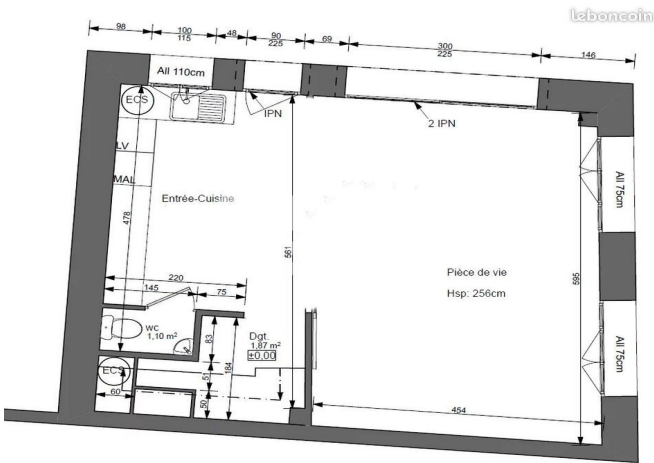 leboncoin
98
100
115
48
90
225
69
300
225
146
All 110cm
ECS
IPN
2 IPN
LV
MAL
Entrée-Cuisine
478
561
595
All 75cm
Pièce de vie
Hsp: 256cm
220
145
75
WC
1,10 m²
83
Dgt.
1,87 m²
±0,00
184
All 75cm
ECS
51
60
50
454